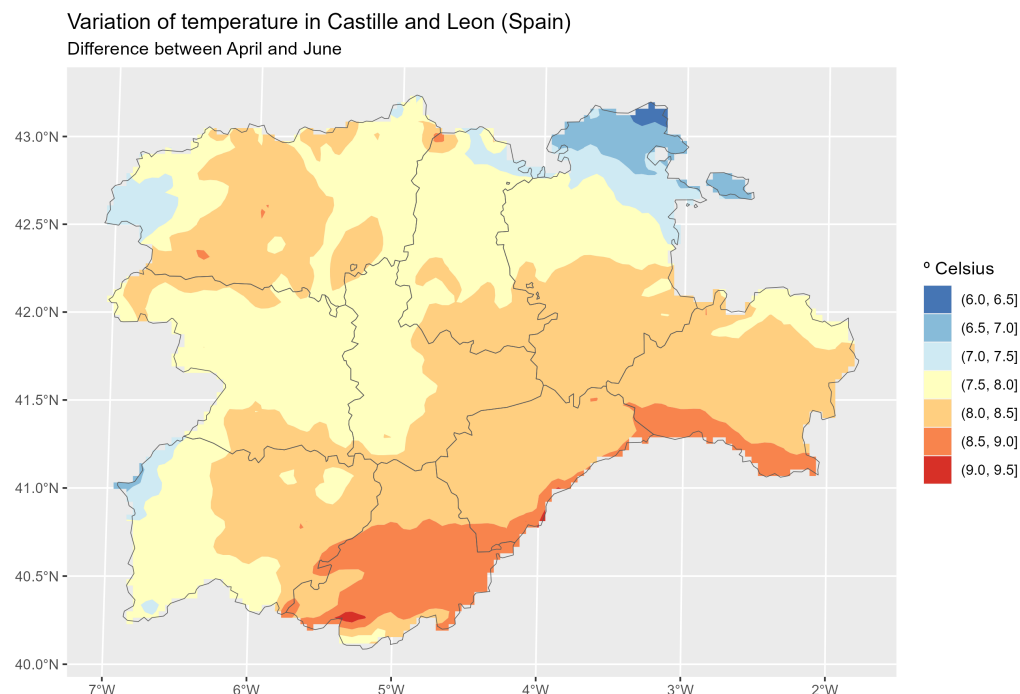 Variation of temperature in Castille and Leon (Spain)
Difference between April and June
43.0°N
42.5°N
42.0°N
41.5°N
41.0°N
40.5°N
40.0°N
7°W 6°W 5°W 4°W 3°W 2°W
º Celsius
(6.0, 6.5]
(6.5, 7.0]
(7.0, 7.5]
(7.5, 8.0]
(8.0, 8.5]
(8.5, 9.0]
(9.0, 9.5]